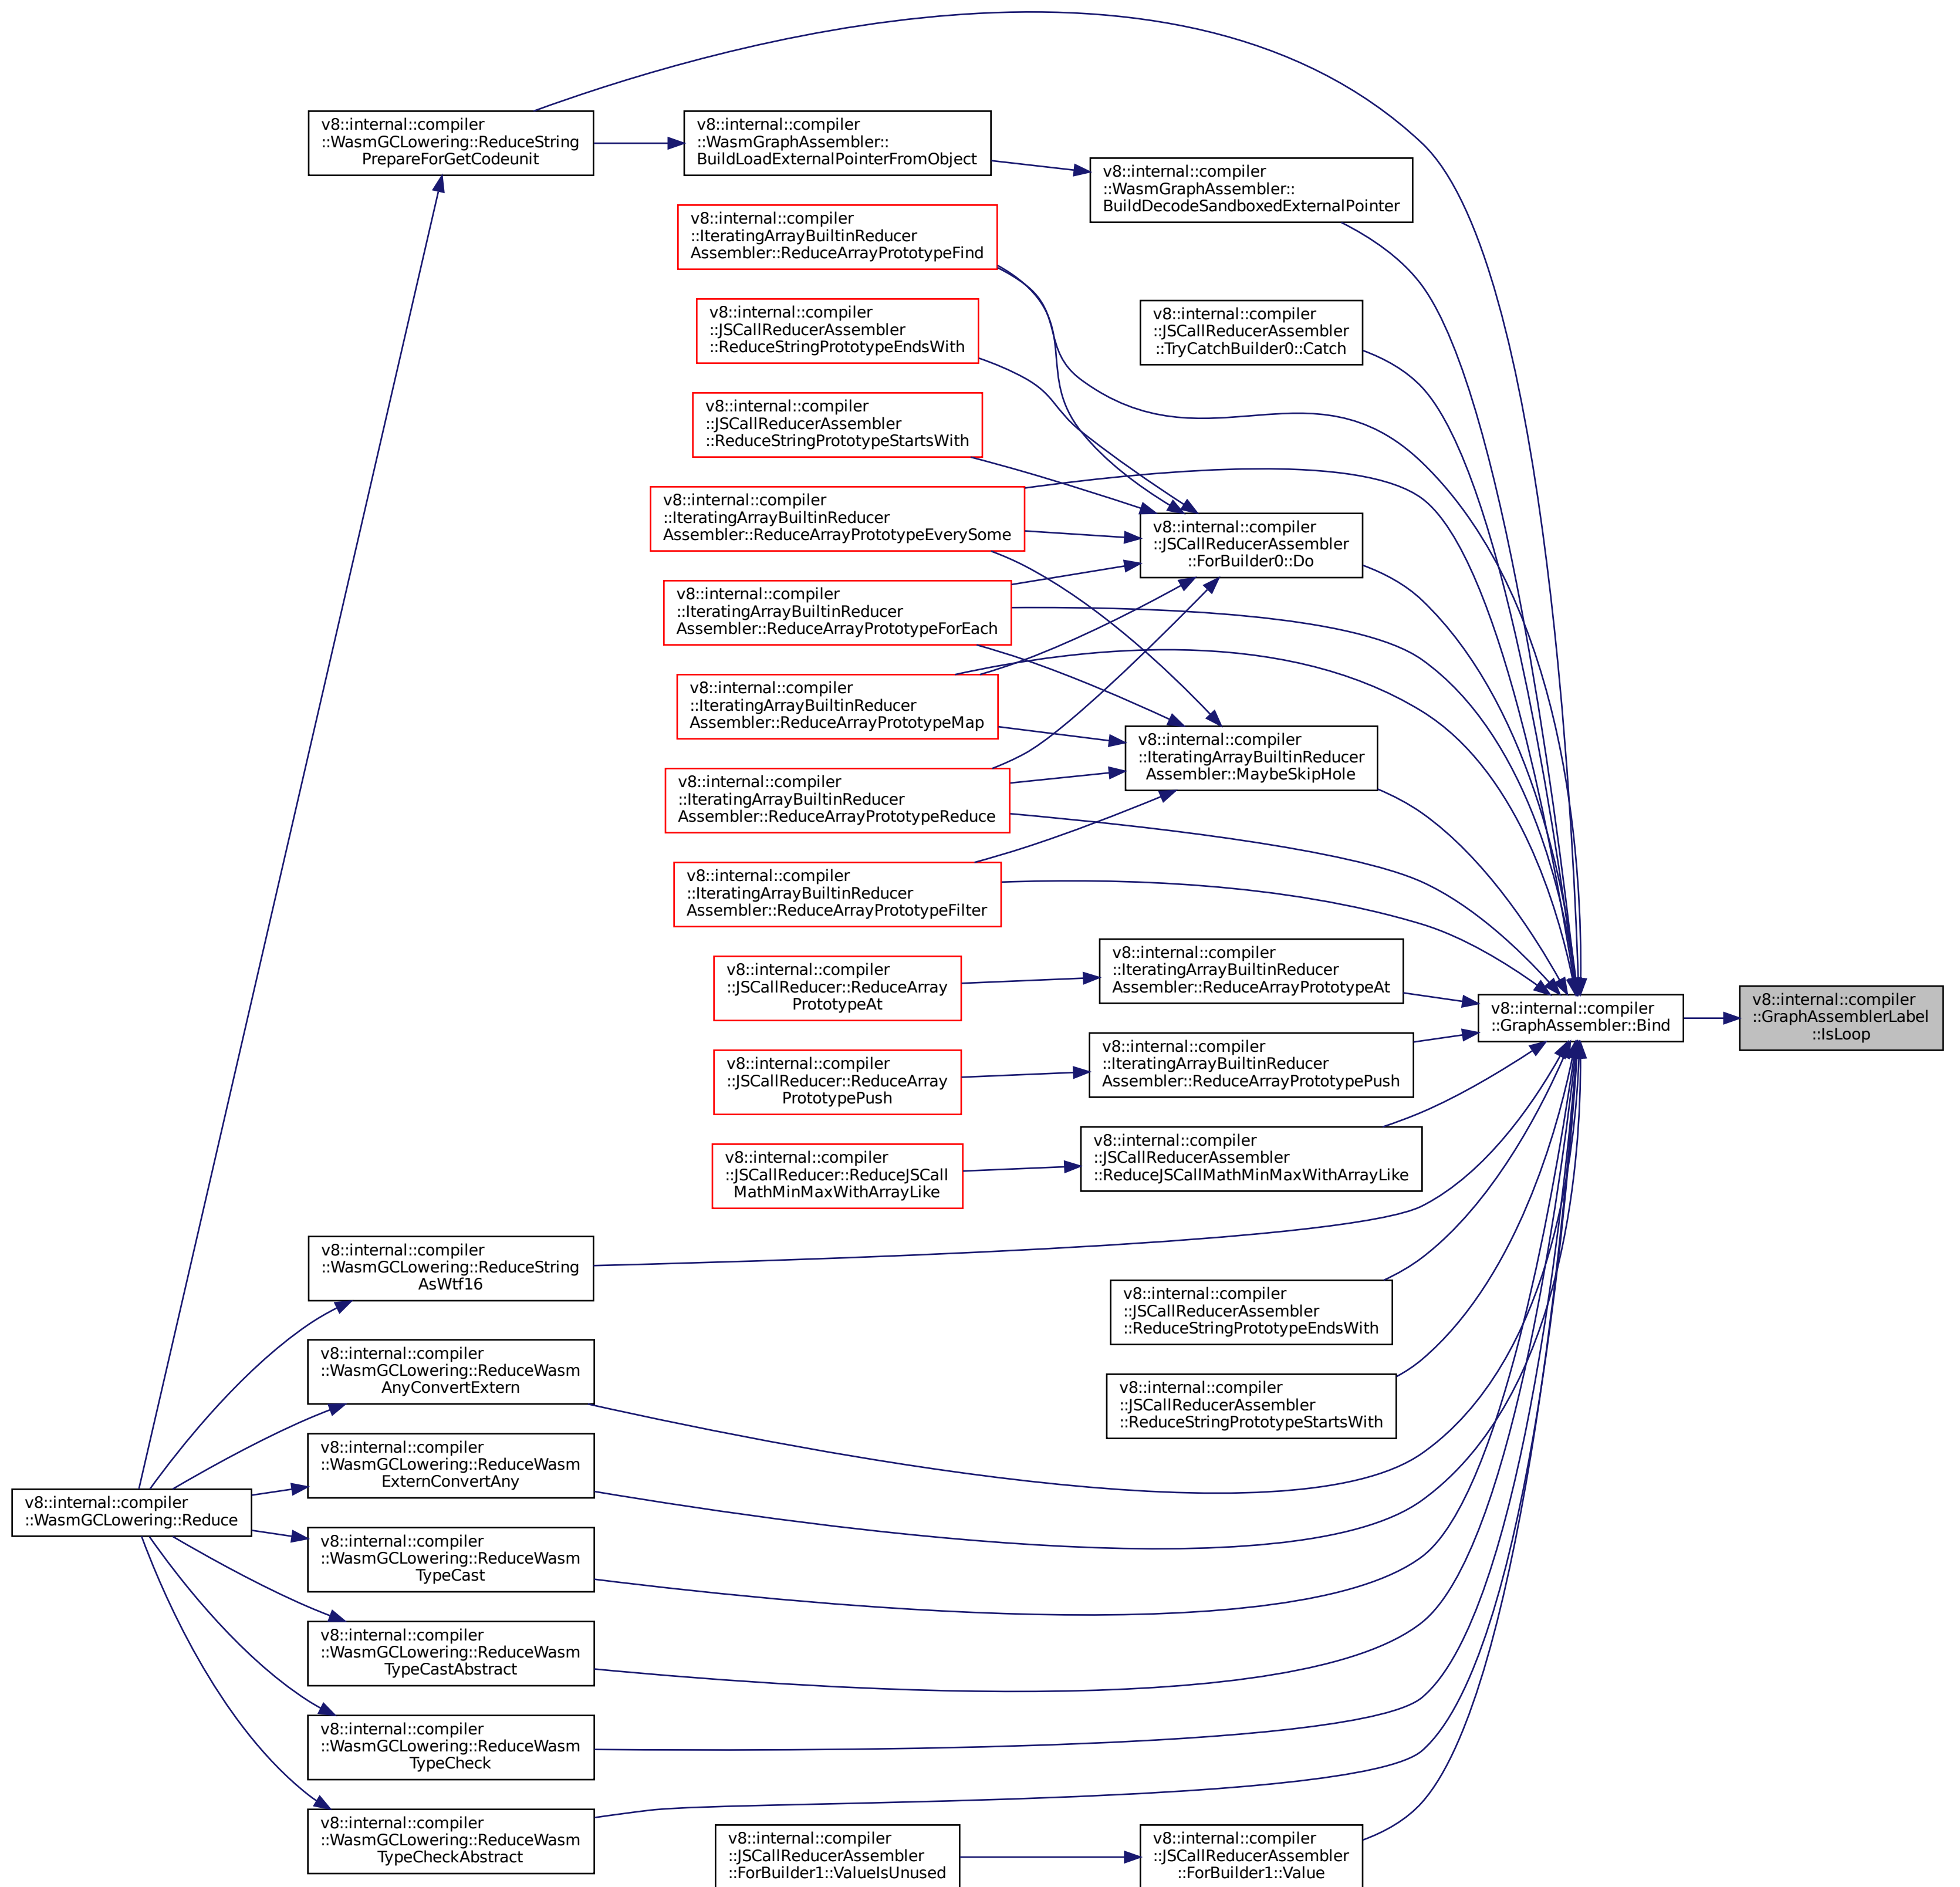 v8::internal::compiler
::WasmGCLowering::ReduceString
PrepareForGetCodeunit
v8::internal::compiler
::WasmGraphAssembler::
BuildLoadExternalPointerFromObject
v8::internal::compiler
::WasmGraphAssembler::
BuildDecodeSandboxedExternalPointer
v8::internal::compiler
::IteratingArrayBuiltinReducer
Assembler::ReduceArrayPrototypeFind
v8::internal::compiler
::JSCallReducerAssembler
::ReduceStringPrototypeEndsWith
v8::internal::compiler
::JSCallReducerAssembler
::TryCatchBuilder0::Catch
v8::internal::compiler
::JSCallReducerAssembler
::ReduceStringPrototypeStartsWith
v8::internal::compiler
::IteratingArrayBuiltinReducer
Assembler::ReduceArrayPrototypeEverySome
v8::internal::compiler
::JSCallReducerAssembler
::ForBuilder0::Do
v8::internal::compiler
::IteratingArrayBuiltinReducer
Assembler::ReduceArrayPrototypeForEach
v8::internal::compiler
::IteratingArrayBuiltinReducer
Assembler::ReduceArrayPrototypeMap
v8::internal::compiler
::IteratingArrayBuiltinReducer
Assembler::MaybeSkipHole
v8::internal::compiler
::IteratingArrayBuiltinReducer
Assembler::ReduceArrayPrototypeReduce
v8::internal::compiler
::IteratingArrayBuiltinReducer
Assembler::ReduceArrayPrototypeFilter
v8::internal::compiler
::JSCallReducer::ReduceArray
PrototypeAt
v8::internal::compiler
::IteratingArrayBuiltinReducer
Assembler::ReduceArrayPrototypeAt
v8::internal::compiler
::GraphAssembler::Bind
v8::internal::compiler
::GraphAssemblerLabel
::IsLoop
v8::internal::compiler
::JSCallReducer::ReduceArray
PrototypePush
v8::internal::compiler
::IteratingArrayBuiltinReducer
Assembler::ReduceArrayPrototypePush
v8::internal::compiler
::JSCallReducer::ReduceJSCall
MathMinMaxWithArrayLike
v8::internal::compiler
::JSCallReducerAssembler
::ReduceJSCallMathMinMaxWithArrayLike
v8::internal::compiler
::WasmGCLowering::ReduceString
AsWtf16
v8::internal::compiler
::JSCallReducerAssembler
::ReduceStringPrototypeEndsWith
v8::internal::compiler
::WasmGCLowering::ReduceWasm
AnyConvertExtern
v8::internal::compiler
::JSCallReducerAssembler
::ReduceStringPrototypeStartsWith
v8::internal::compiler
::WasmGCLowering::ReduceWasm
ExternConvertAny
v8::internal::compiler
::WasmGCLowering::Reduce
v8::internal::compiler
::WasmGCLowering::ReduceWasm
TypeCast
v8::internal::compiler
::WasmGCLowering::ReduceWasm
TypeCastAbstract
v8::internal::compiler
::WasmGCLowering::ReduceWasm
TypeCheck
v8::internal::compiler
::WasmGCLowering::ReduceWasm
TypeCheckAbstract
v8::internal::compiler
::JSCallReducerAssembler
::ForBuilder1::ValueIsUnused
v8::internal::compiler
::JSCallReducerAssembler
::ForBuilder1::Value